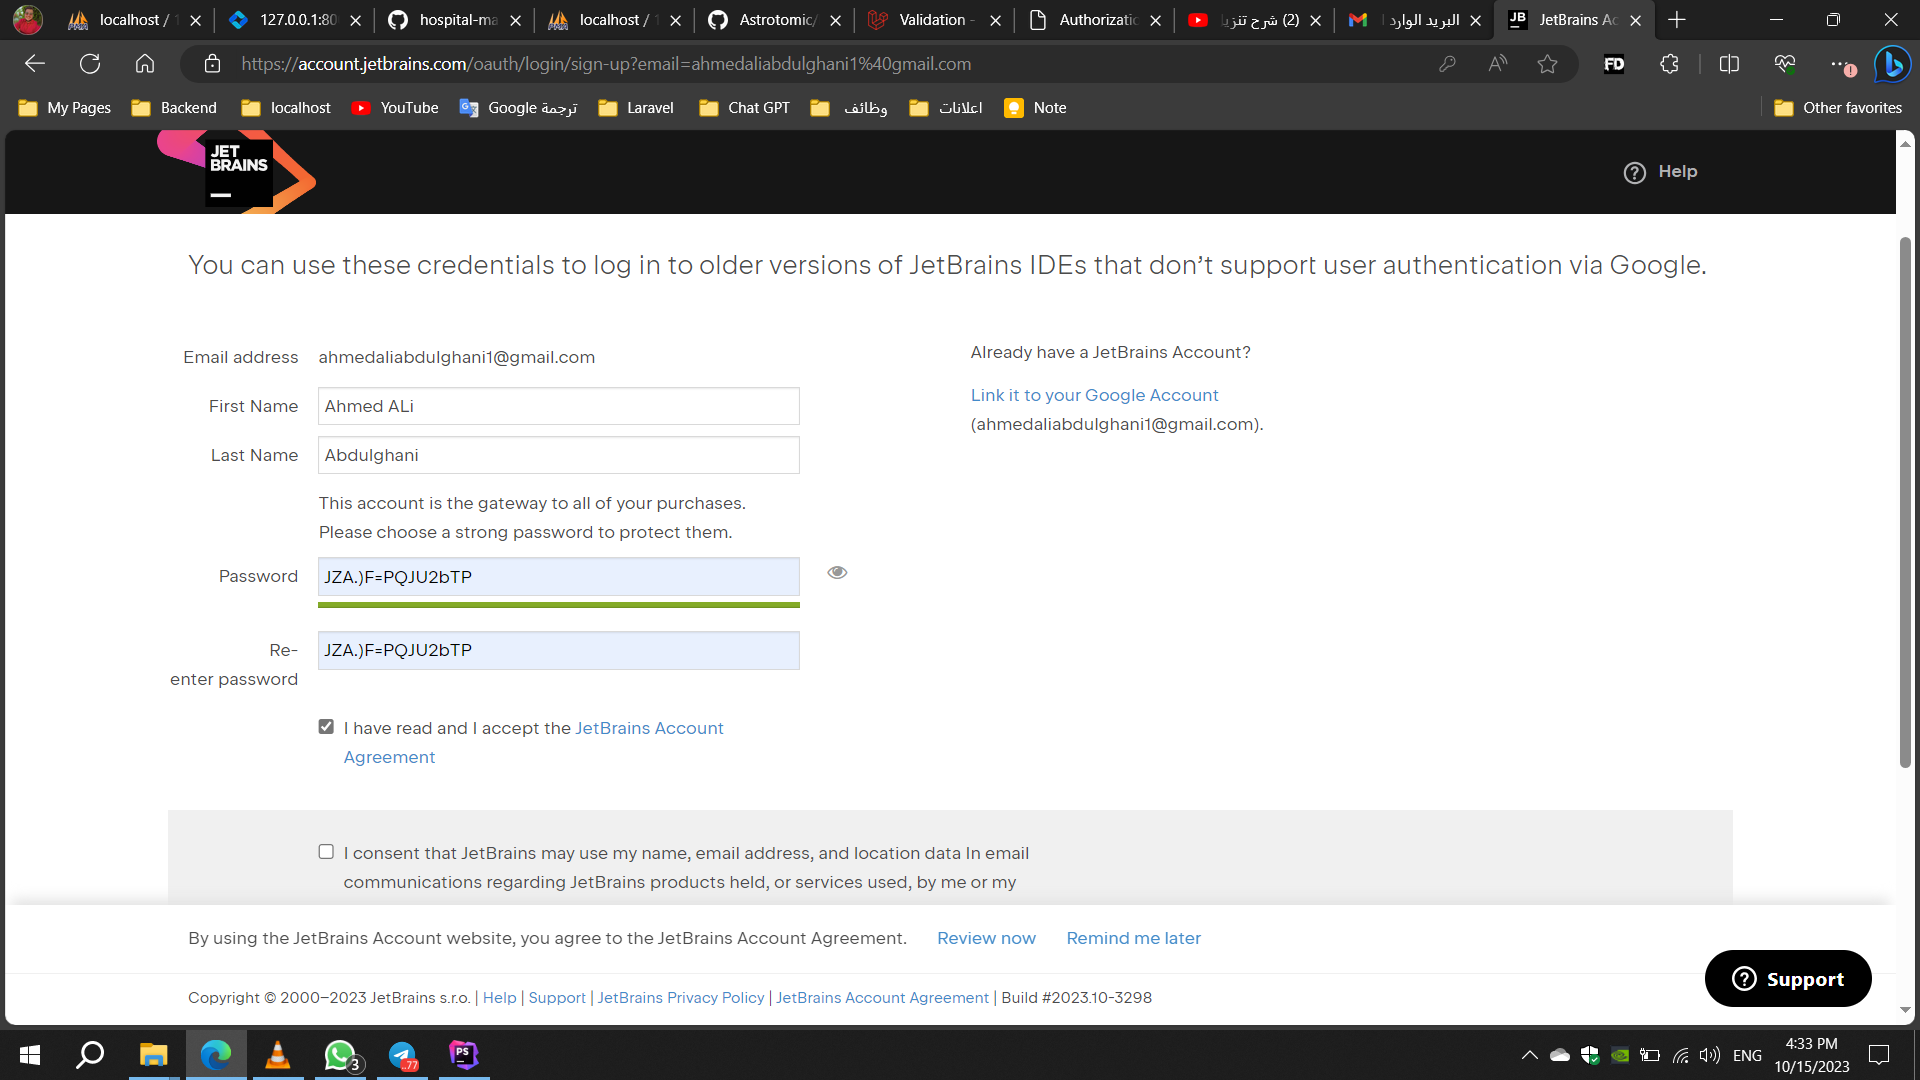 localhost / 1
127.0.0.1:80
hospital-ma
localhost / 1
Astrotomic/
Validation -
Authorizatic
(2) شرح تنزيل
البريد الوارد
JB
JetBrains Ac
https://account.jetbrains.com/oauth/login/sign-up?email=ahmedaliabdulghani1%40gmail.com
FD
My Pages
Backend
localhost
YouTube
ترجمة Google
Laravel
Chat GPT
وظائف
اعلانات
Note
Other favorites
JET
BRAINS
Help
You can use these credentials to log in to older versions of JetBrains IDEs that don’t support user authentication via Google.
Email address ahmedaliabdulghani1@gmail.com
First Name Ahmed ALi
Last Name Abdulghani
This account is the gateway to all of your purchases.
Please choose a strong password to protect them.
Password JZA.)F=PQJU2bTP
Re-
enter password
JZA.)F=PQJU2bTP
I have read and I accept the JetBrains Account
Agreement
Already have a JetBrains Account?
Link it to your Google Account
(ahmedaliabdulghani1@gmail.com).
I consent that JetBrains may use my name, email address, and location data In email
communications regarding JetBrains products held, or services used, by me or my
By using the JetBrains Account website, you agree to the JetBrains Account Agreement. Review now Remind me later
Support
Copyright © 2000–2023 JetBrains s.r.o. | Help | Support | JetBrains Privacy Policy | JetBrains Account Agreement | Build #2023.10-3298
3
..77
PS
ENG
4:33 PM
10/15/2023